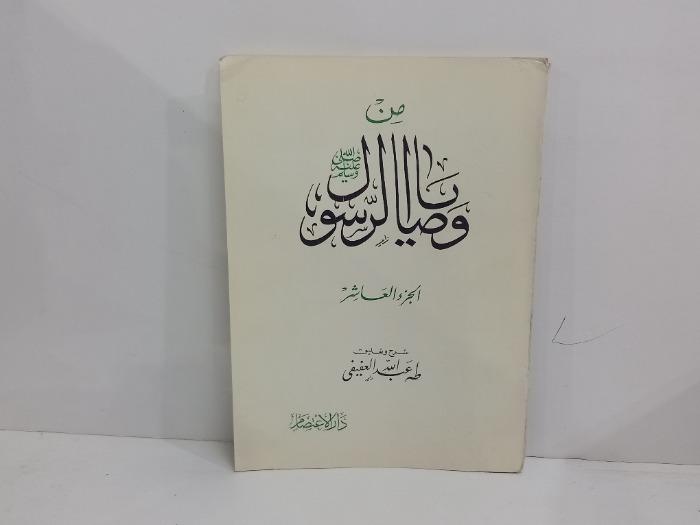 من
وصايا الرسول
صلى الله عليه وسلم
الجزء العاشر
شرح وتعليق
طه عبد الله العفيفي
دار الاعتصام